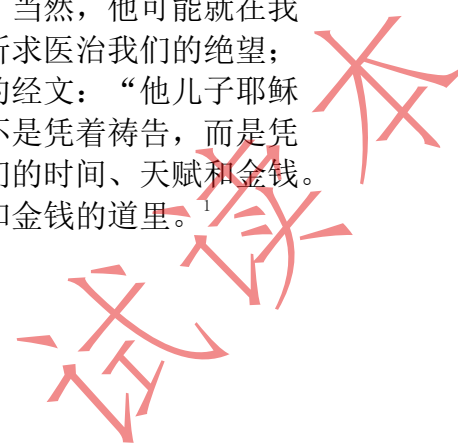 当然，他可能就在我
所求医治我们的绝望；
的经文：“他儿子耶稣
不是凭着祷告，而是凭
们的时间、天赋和金钱。
和金钱的道里。1
试读本